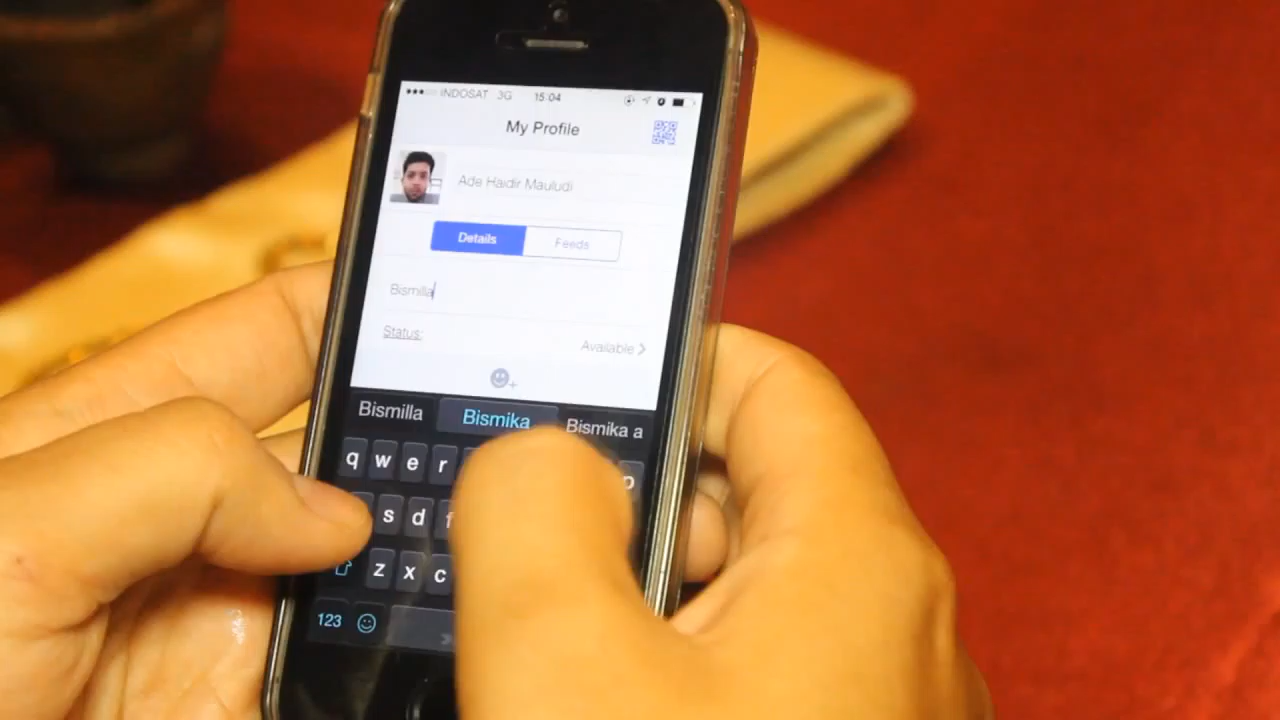 INDOSAT 3G 15:04
My Profile
Ade Haidir Mauludi
Details Feeds
Bismilla
Status:
Available
Bismilla Bismika Bismika a
q w e r p
s d f
z x c
123